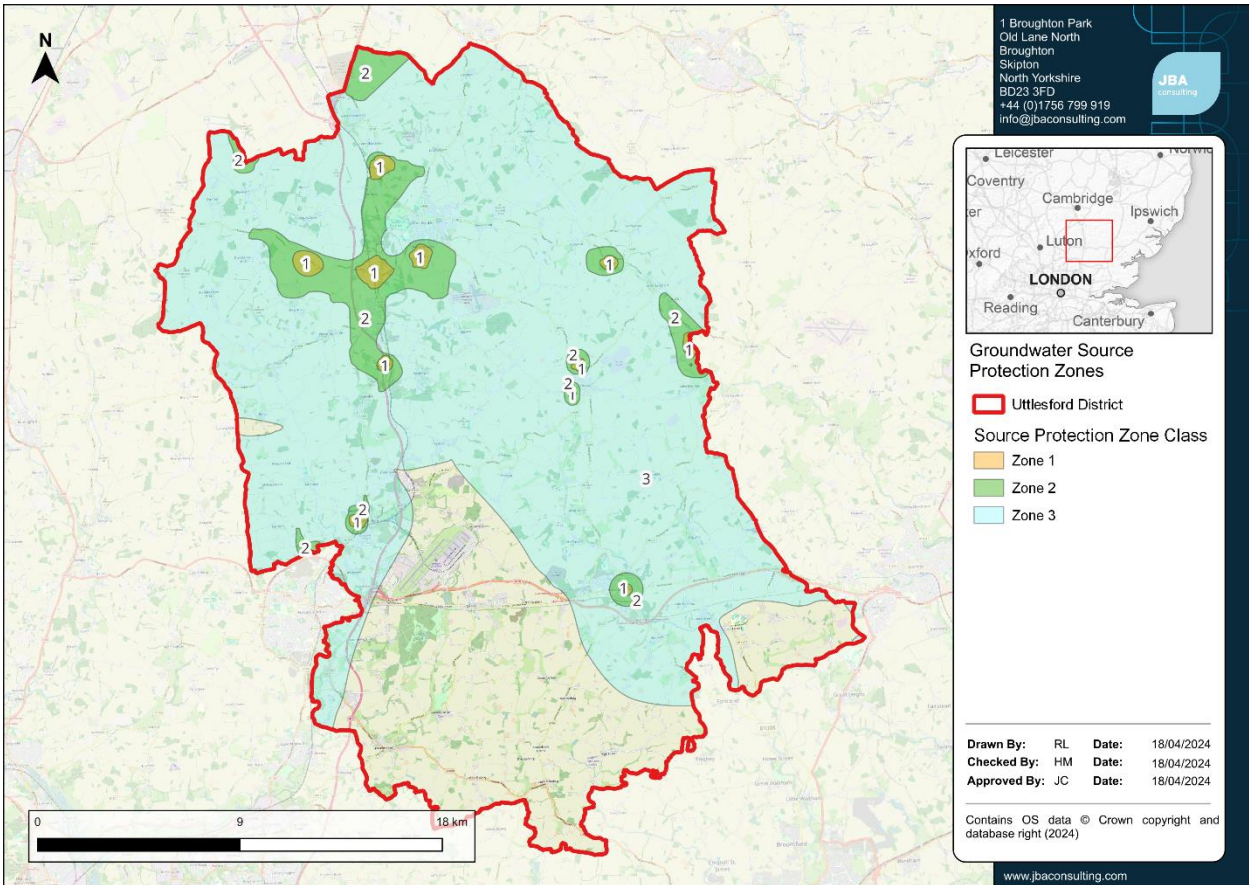 N
1 Broughton Park
Old Lane North
Broughton
Skipton
North Yorkshire
BD23 3FD
+44 (0)1756 799 919
info@jbaconsulting.com
JBA
consulting
Leicester
Norwic
Coventry
Cambridge
ter
Ipswich
Luton
xford
LONDON
Reading
Canterbury
Groundwater Source
Protection Zones
Uttlesford District
Source Protection Zone Class
Zone 1
Zone 2
Zone 3
2
2
1
1
1
1
1
2
2
1
2
1
2
1
1
3
2
1
2
1
2
0 9 18 km
Drawn By: RL Date: 18/04/2024
Checked By: HM Date: 18/04/2024
Approved By: JC Date: 18/04/2024
Contains OS data © Crown copyright and
database right (2024)
www.jbaconsulting.com